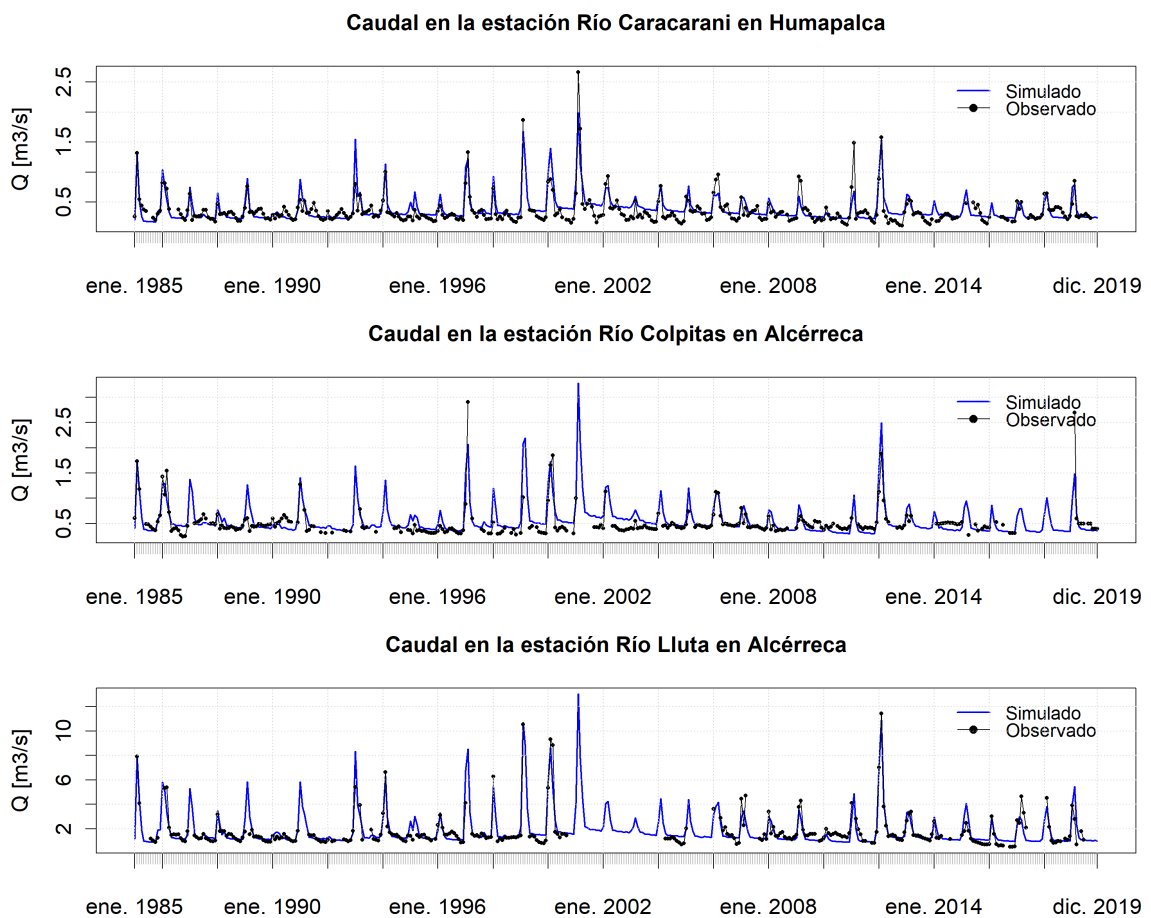 Caudal en la estación Río Caracarani en Humapalca
Q [m3/s]
2.5
1.5
0.5
Simulado
Observado
ene. 1985 ene. 1990 ene. 1996 ene. 2002 ene. 2008 ene. 2014 dic. 2019
Caudal en la estación Río Colpitas en Alcérreca
Q [m3/s]
2.5
1.5
0.5
Simulado
Observado
ene. 1985 ene. 1990 ene. 1996 ene. 2002 ene. 2008 ene. 2014 dic. 2019
Caudal en la estación Río Lluta en Alcérreca
Q [m3/s]
10
6
2
Simulado
Observado
ene. 1985 ene. 1990 ene. 1996 ene. 2002 ene. 2008 ene. 2014 dic. 2019